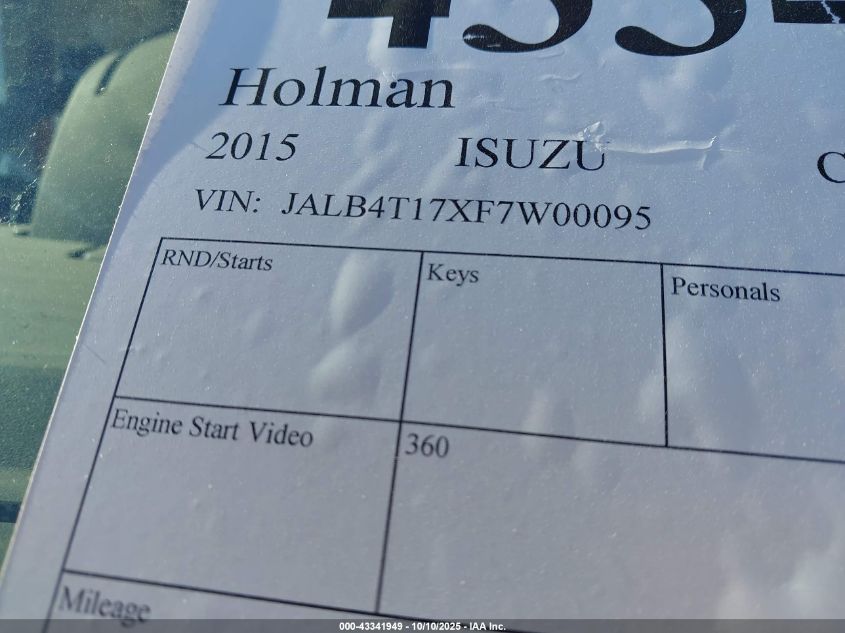 Holman
2015 ISUZU
VIN: JALB4T17XF7W00095
RND/Starts Keys Personals
Engine Start Video 360
Mileage
000-43341949 - 10/10/2025 - IAA Inc.